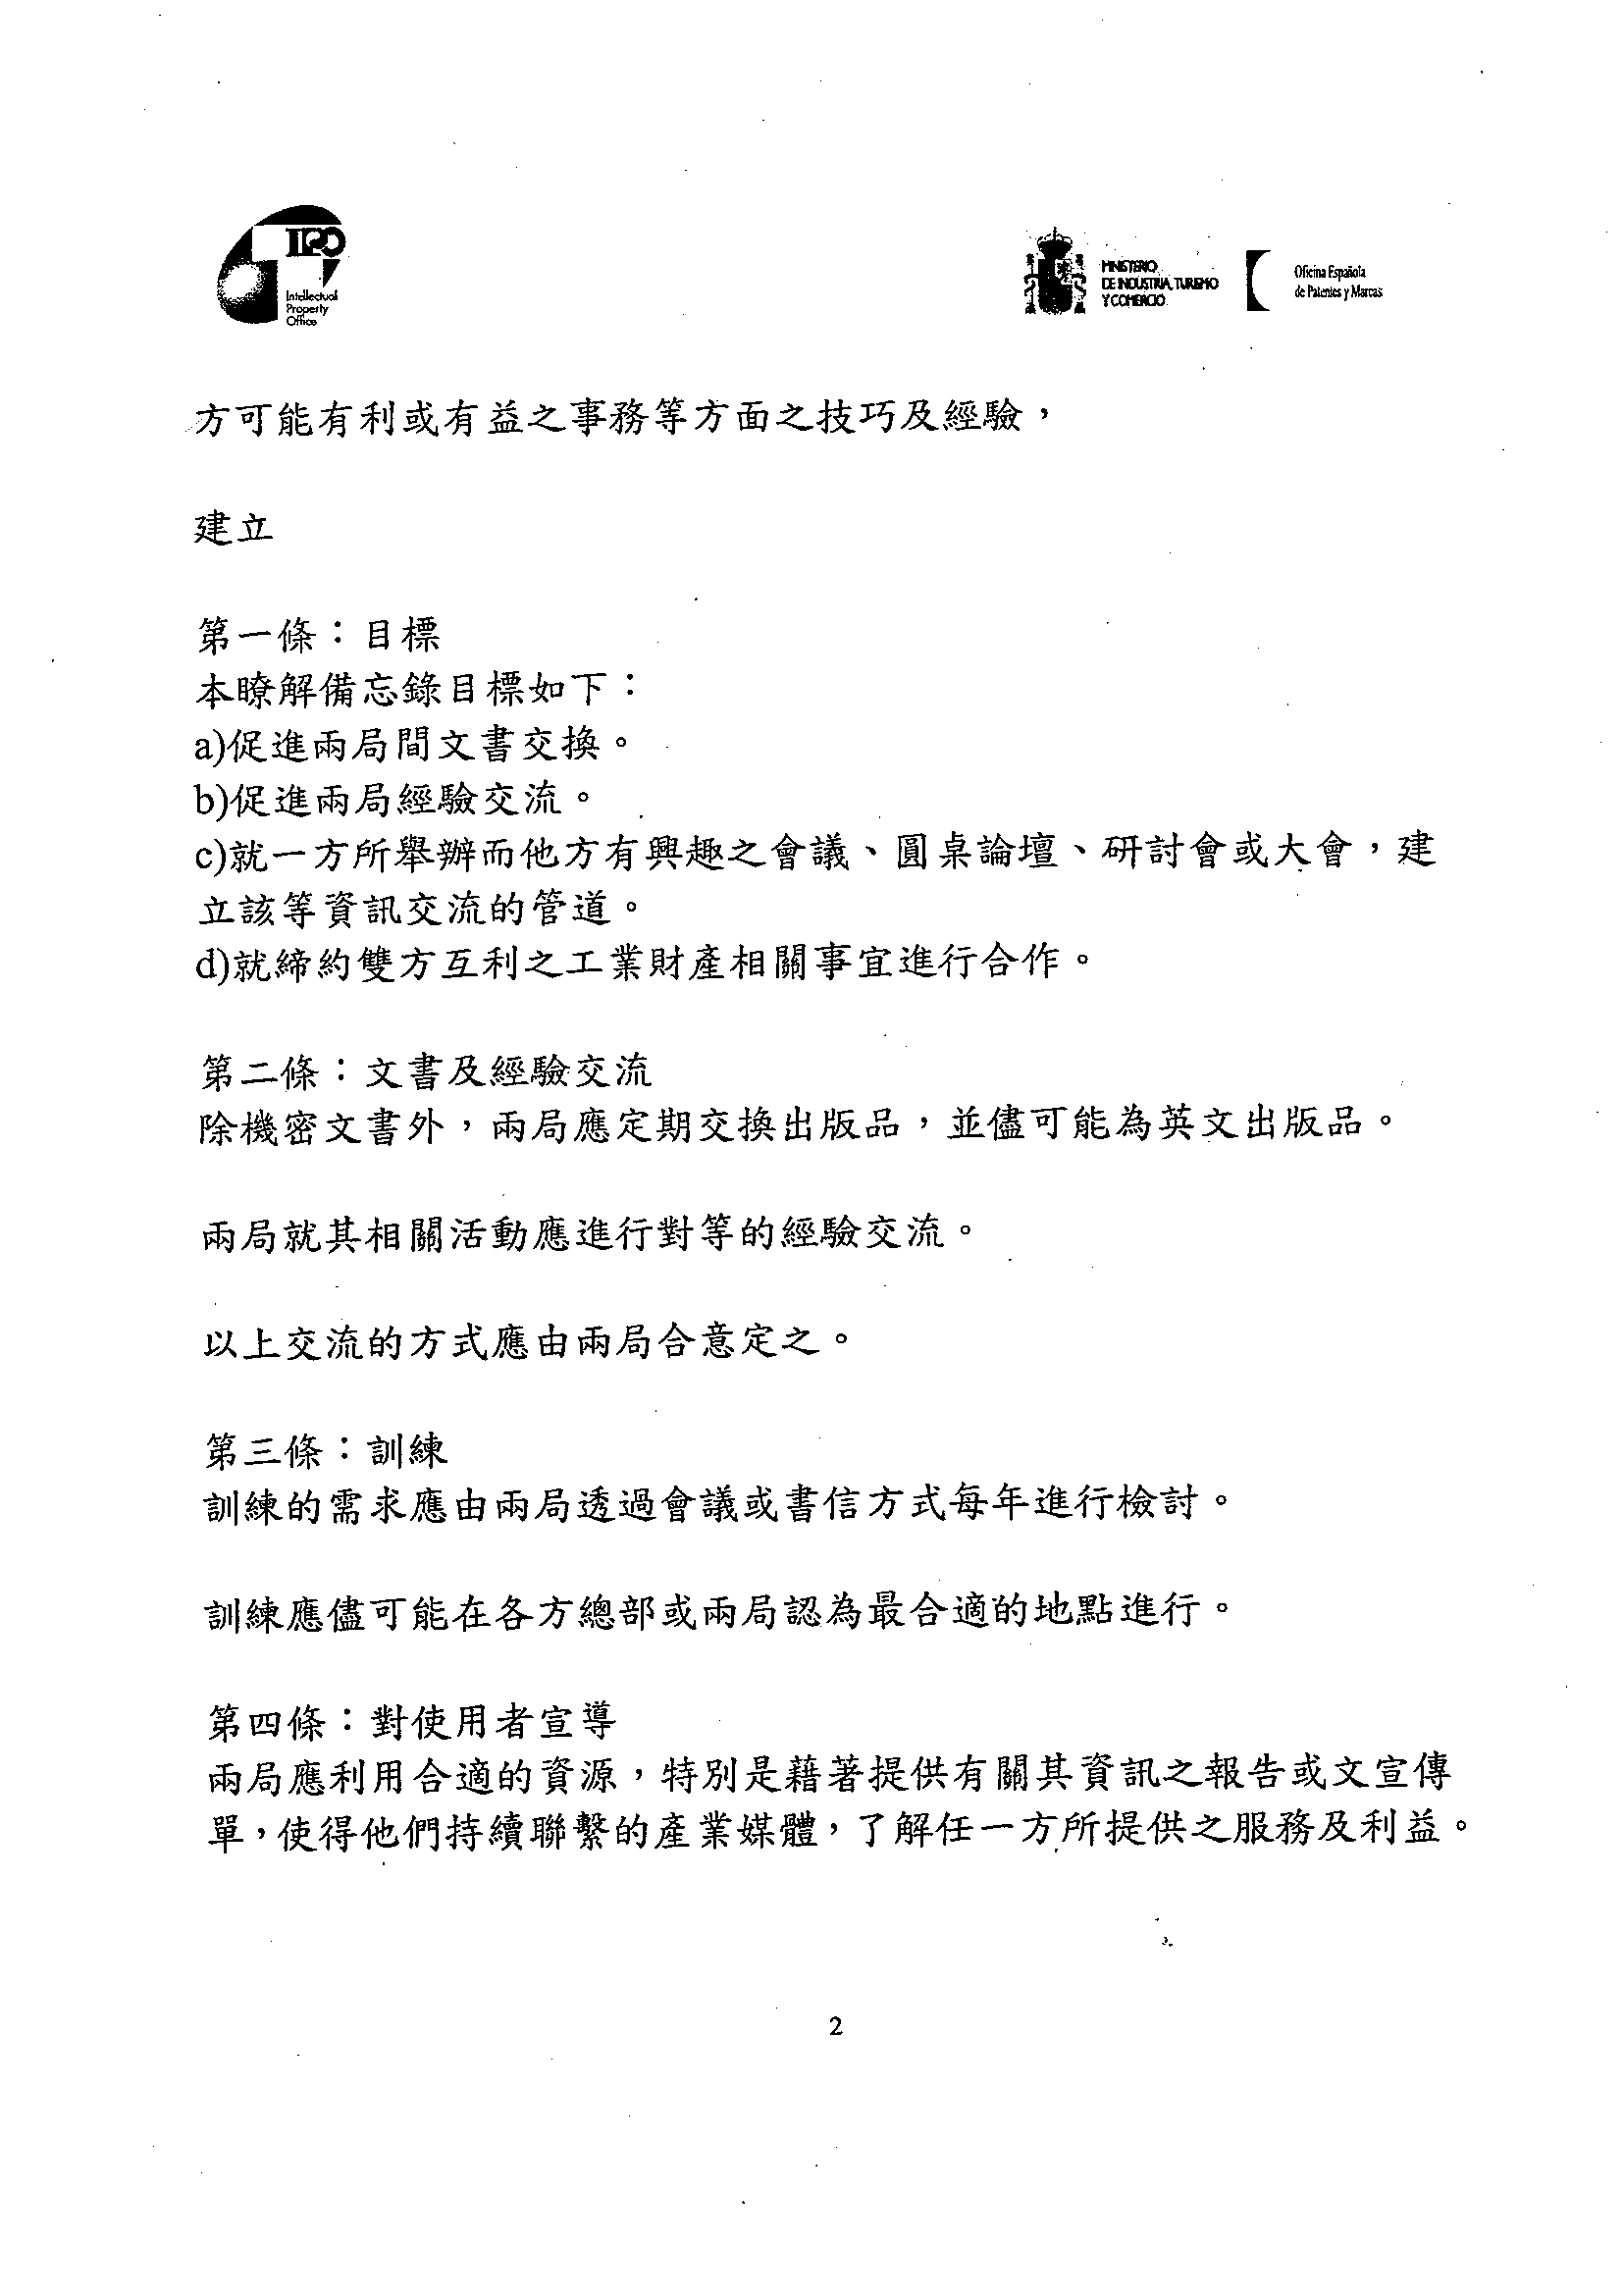 IPO
Intellectual
Property
Office
MINISTERIO
DE INDUSTRIA, TURISMO
Y COMERCIO
Oficina Española
de Patentes y Marcas
方可能有利或有益之事務等方面之技巧及經驗，
建立
第一條：目標
本瞭解備忘錄目標如下：
a)促進兩局間文書交換。
b)促進兩局經驗交流。
c)就一方所舉辦而他方有興趣之會議、圓桌論壇、研討會或大會，建
立該等資訊交流的管道。
d)就締約雙方互利之工業財產相關事宜進行合作。
第二條：文書及經驗交流
除機密文書外，兩局應定期交換出版品，並儘可能為英文出版品。
兩局就其相關活動應進行對等的經驗交流。
以上交流的方式應由兩局合意定之。
第三條：訓練
訓練的需求應由兩局透過會議或書信方式每年進行檢討。
訓練應儘可能在各方總部或兩局認為最合適的地點進行。
第四條：對使用者宣導
兩局應利用合適的資源，特別是藉著提供有關其資訊之報告或文宣傳
單，使得他們持續聯繫的產業媒體，了解任一方所提供之服務及利益。
2